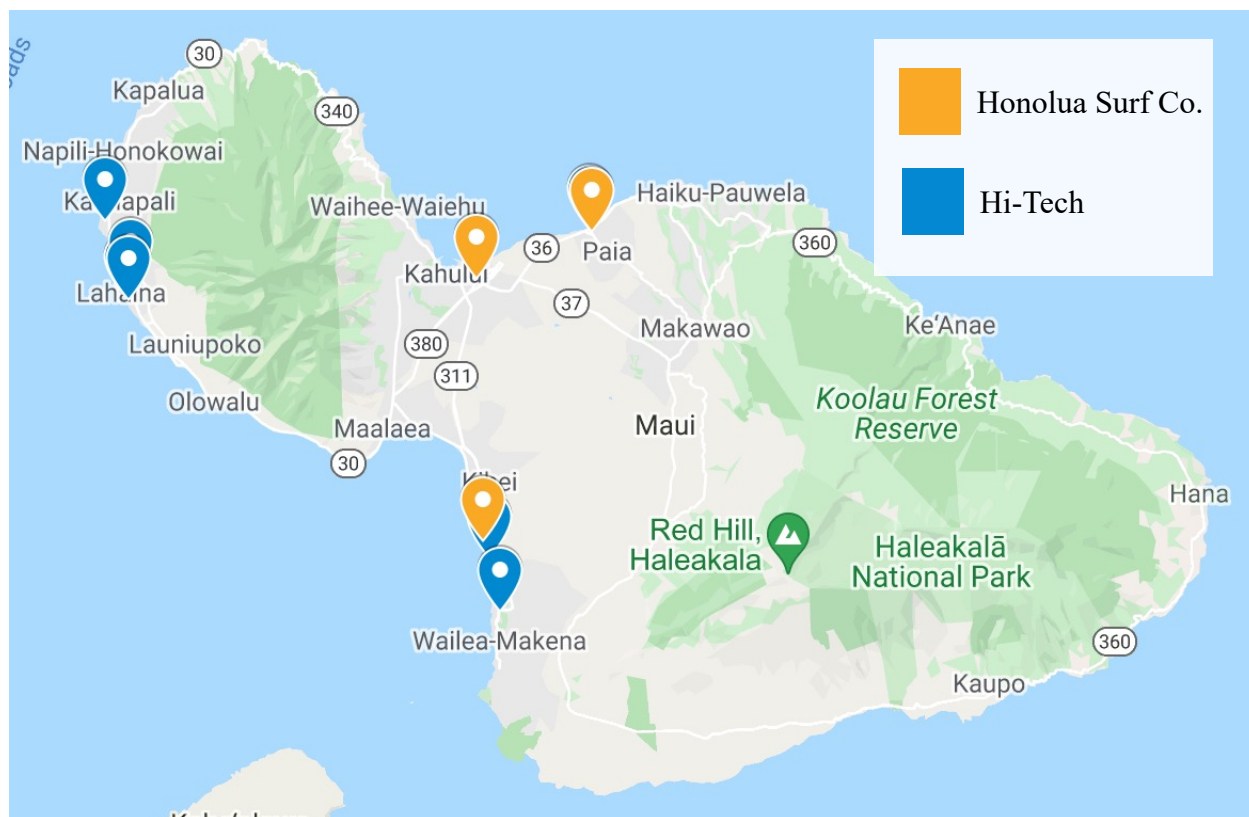 30
Kapalua
340
Napili-Honokowai
Waihee-Waiehu
Haiku-Pauwela
36
Paia
360
Kahului
Lahaina
37
Launiupoko
380
Makawao
Ke‘Anae
311
Olowalu
Maalaea
Maui
Koolau Forest
Reserve
30
Kihei
Hana
Red Hill,
Haleakala
Haleakalā
National Park
Wailea-Makena
360
Kaupo
Honolua Surf Co.
Hi-Tech